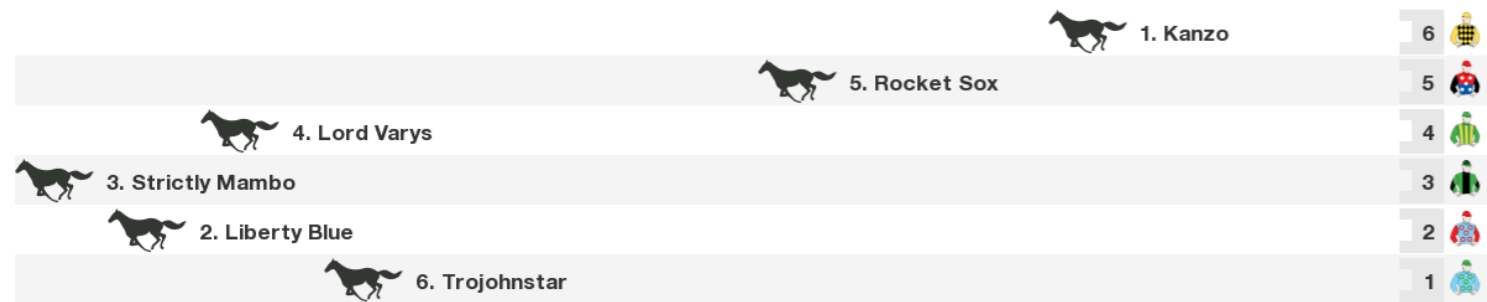 1. Kanzo 6
5. Rocket Sox 5
4. Lord Varys 4
3. Strictly Mambo 3
2. Liberty Blue 2
6. Trojohnstar 1